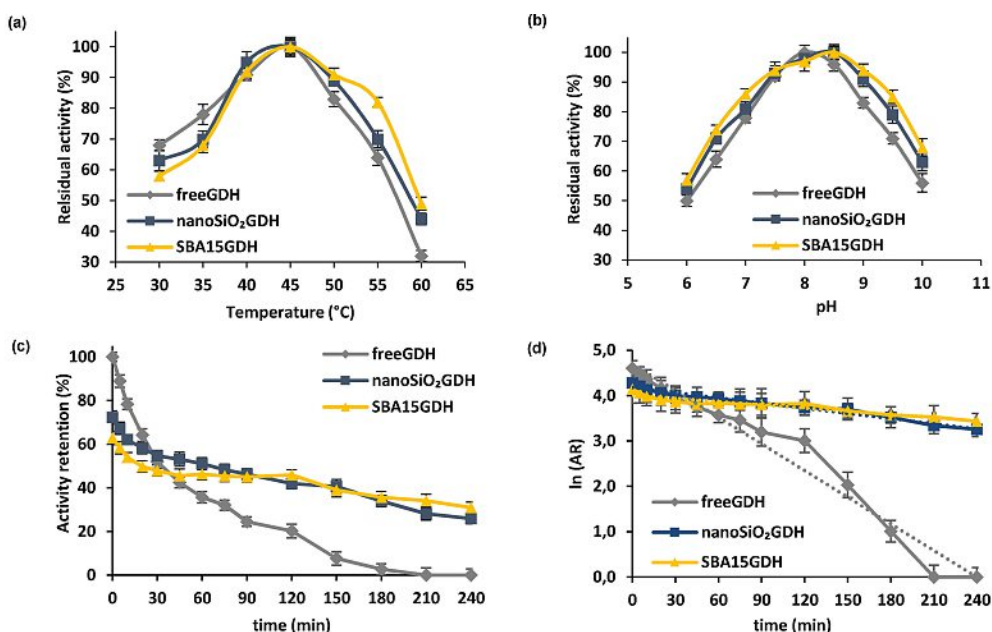 (a)
100
90
80
70
60
50
40
30
Relsidual activity (%)
freeGDH
nanoSiO₂GDH
SBA15GDH
25 30 35 40 45 50 55 60 65
Temperature (°C)
(b)
100
90
80
70
60
50
40
30
Residual activity (%)
freeGDH
nanoSiO₂GDH
SBA15GDH
5 6 7 8 9 10 11
pH
(c)
100
80
60
40
20
0
Activity retention (%)
freeGDH
nanoSiO₂GDH
SBA15GDH
0 30 60 90 120 150 180 210 240
time (min)
(d)
5,0
4,0
3,0
2,0
1,0
0,0
ln (AR)
freeGDH
nanoSiO₂GDH
SBA15GDH
0 30 60 90 120 150 180 210 240
time (min)